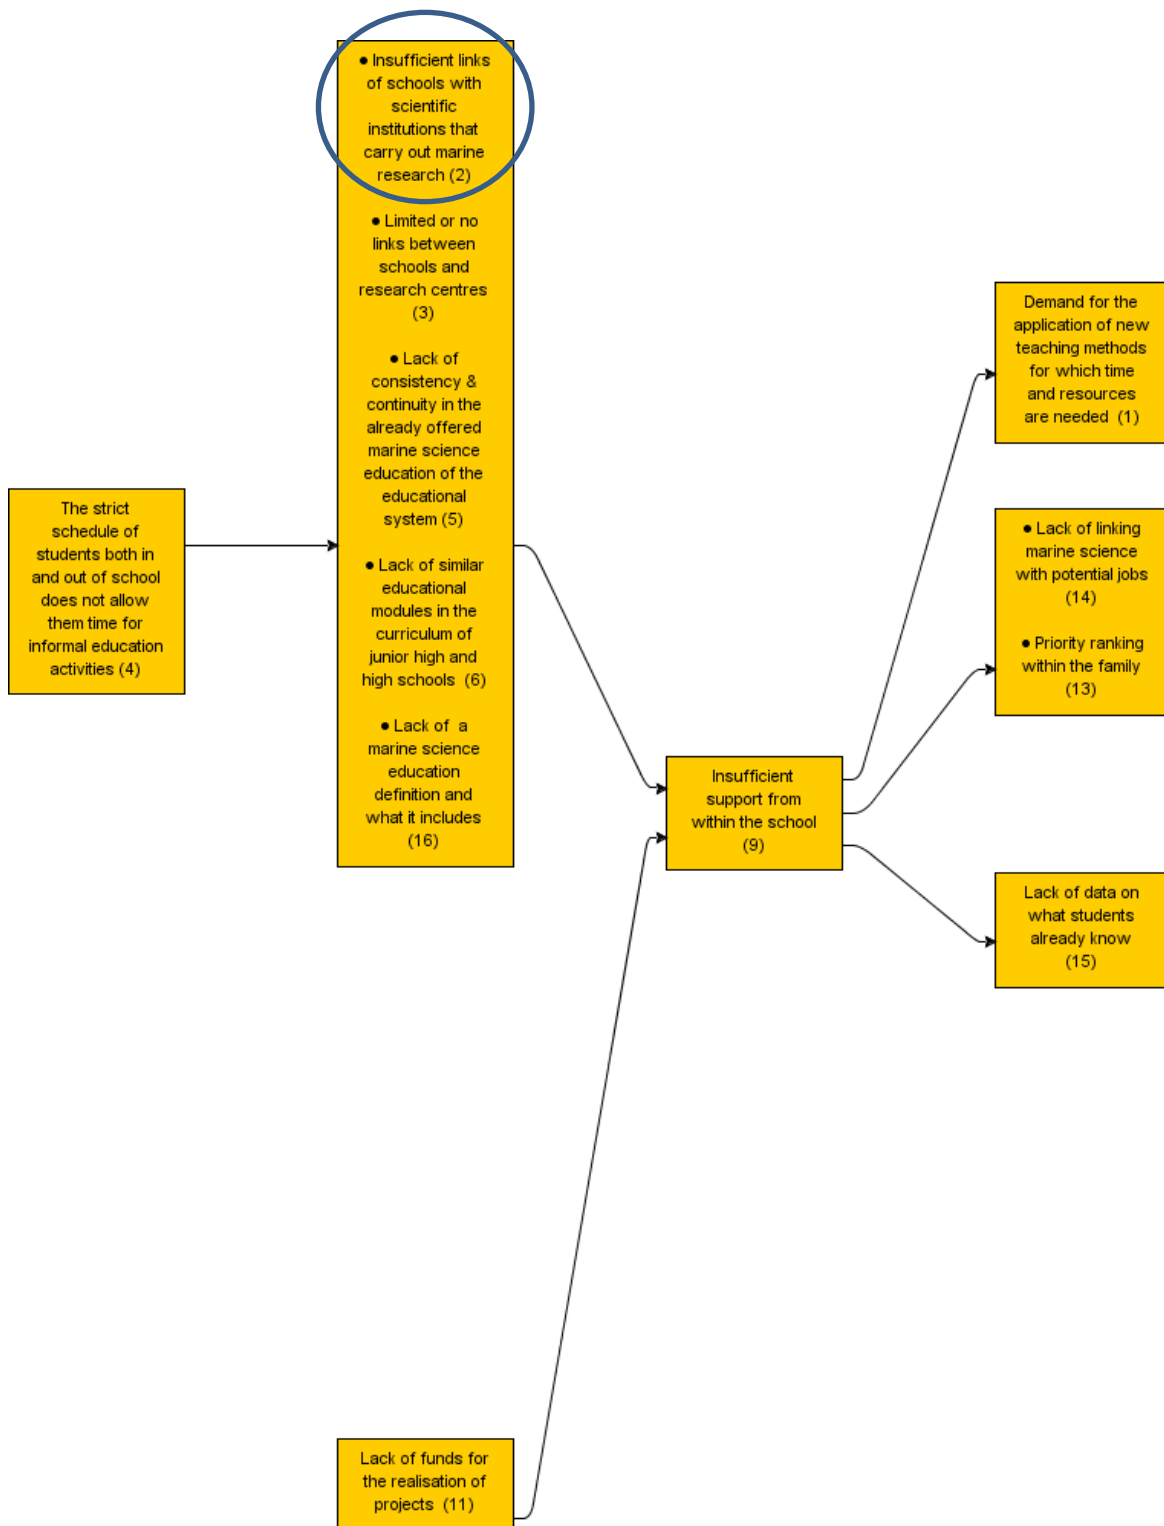 The strict
schedule of
students both in
and out of school
does not allow
them time for
informal education
activities (4)
● Insufficient links
of schools with
scientific
institutions that
carry out marine
research (2)
● Limited or no
links between
schools and
research centres
(3)
● Lack of
consistency &
continuity in the
already offered
marine science
education of the
educational
system (5)
● Lack of similar
educational
modules in the
curriculum of
junior high and
high schools (6)
● Lack of a
marine science
education
definition and
what it includes
(16)
Lack of funds for
the realisation of
projects (11)
Insufficient
support from
within the school
(9)
Demand for the
application of new
teaching methods
for which time
and resources
are needed (1)
● Lack of linking
marine science
with potential jobs
(14)
● Priority ranking
within the family
(13)
Lack of data on
what students
already know
(15)